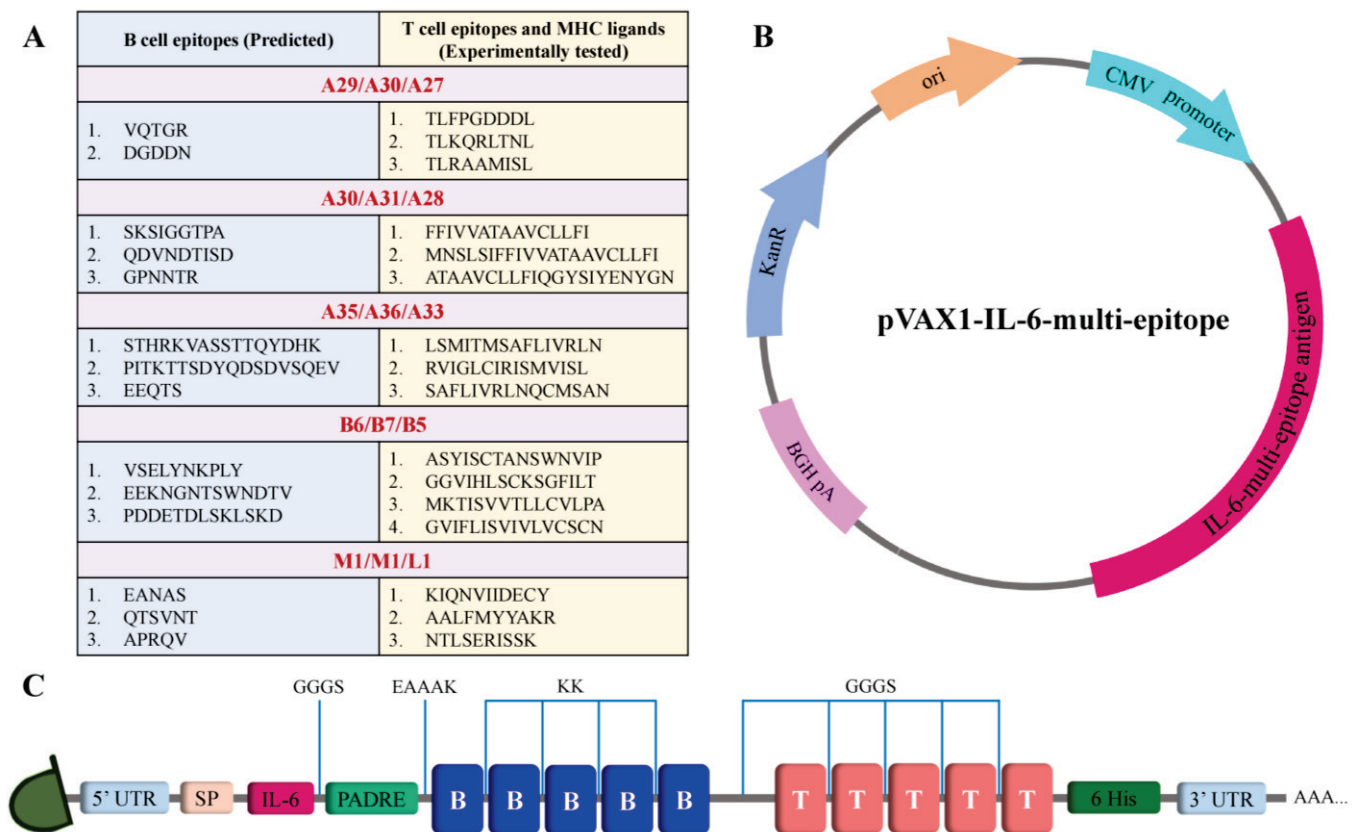 A
B cell epitopes (Predicted)
T cell epitopes and MHC ligands
(Experimentally tested)
A29/A30/A27
1. VQTGR
2. DGDDN
1. TLFPGDDDL
2. TLKQRLTNL
3. TLRAAMISL
A30/A31/A28
1. SKSIGGTPA
2. QDVNDTISD
3. GPNNTR
1. FFIVVATAAVCLLFI
2. MNSLSIFFIVVATAAVCLLFI
3. ATAAVCLLFIQGYSIYENYGN
A35/A36/A33
1. STHRKVASSTTQYDHK
2. PITKTTSDYQDSDVSQEV
3. EEQTS
1. LSMITMSAFLIVRLN
2. RVIGLCIRISMVISL
3. SAFLIVRLNQCMSAN
B6/B7/B5
1. VSELYNKPLY
2. EEKNGNTSWNDTV
3. PDDETDLSKLSKD
1. ASYISCTANSWNVIP
2. GGVIHLSCKSGFILT
3. MKTISVVTLLCVLPA
4. GVIFLISVIVLVCSCN
M1/M1/L1
1. EANAS
2. QTSVNT
3. APRQV
1. KIQNVIIDECY
2. AALFMYYAKR
3. NTLSERISSK
B
ori
CMV promoter
KanR
pVAX1-IL-6-multi-epitope
IL-6-multi-epitope antigen
BGH pA
C
GGGS
EAAAK
KK
GGGS
5' UTR
SP
IL-6
PADRE
B
B
B
B
B
T
T
T
T
T
6 His
3' UTR
AAA...